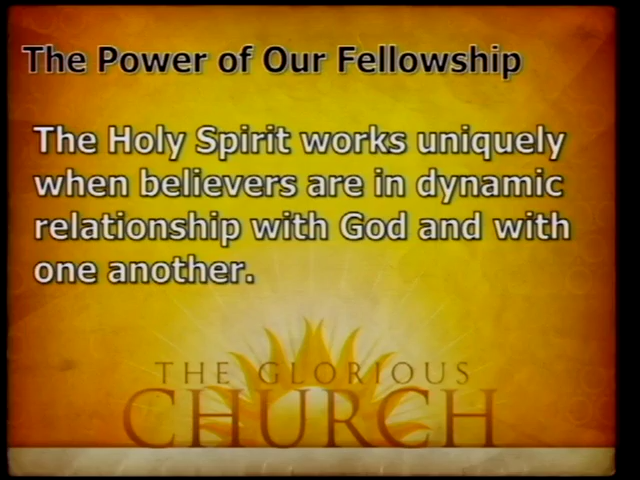 The Power of Our Fellowship
The Holy Spirit works uniquely
when believers are in dynamic
relationship with God and with
one another.
THE GLORIOUS
CHURCH